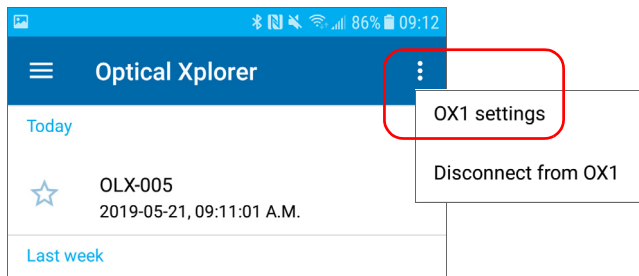 86% 09:12
Optical Xplorer
OX1 settings
Today
Disconnect from OX1
OLX-005
2019-05-21, 09:11:01 A.M.
Last week